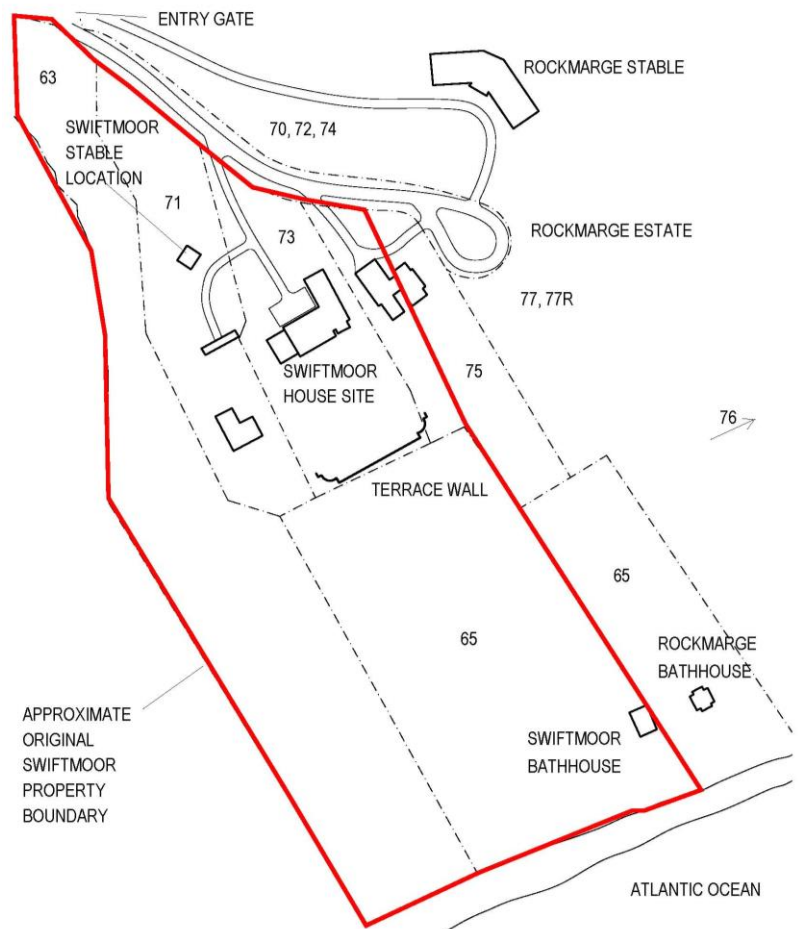 ENTRY GATE
ROCKMARGE STABLE
63
SWIFTMOOR
STABLE
LOCATION
70, 72, 74
71
73
ROCKMARGE ESTATE
77, 77R
75
SWIFTMOOR
HOUSE SITE
76
TERRACE WALL
65
65
ROCKMARGE
BATHHOUSE
APPROXIMATE
ORIGINAL
SWIFTMOOR
PROPERTY
BOUNDARY
SWIFTMOOR
BATHHOUSE
ATLANTIC OCEAN